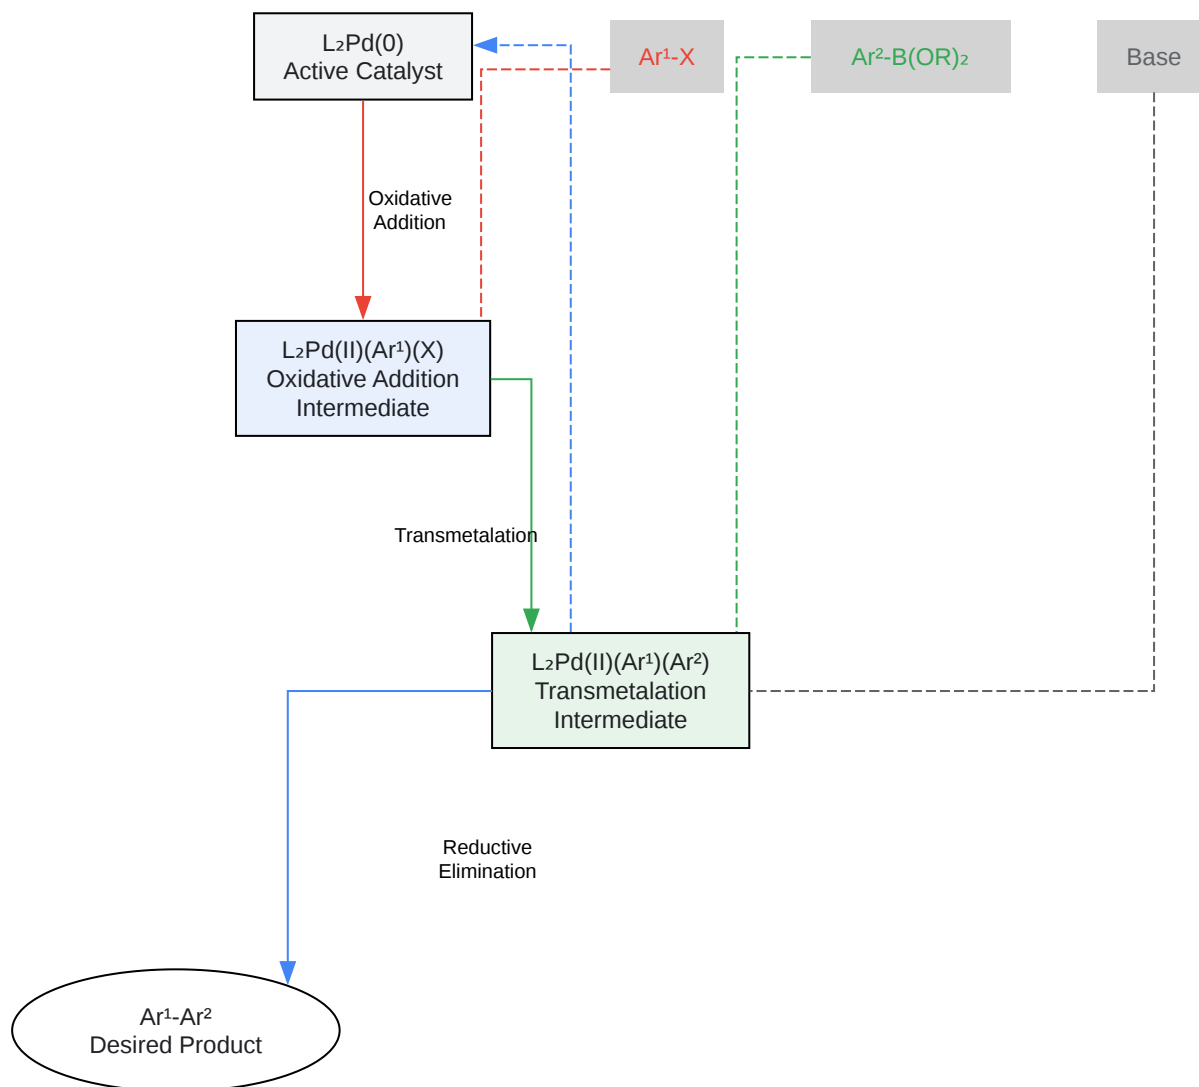 L₂Pd(0)
Active Catalyst
Ar¹-X
Ar²-B(OR)₂
Base
Oxidative
Addition
L₂Pd(II)(Ar¹)(X)
Oxidative Addition
Intermediate
Transmetalation
L₂Pd(II)(Ar¹)(Ar²)
Transmetalation
Intermediate
Reductive
Elimination
Ar¹-Ar²
Desired Product